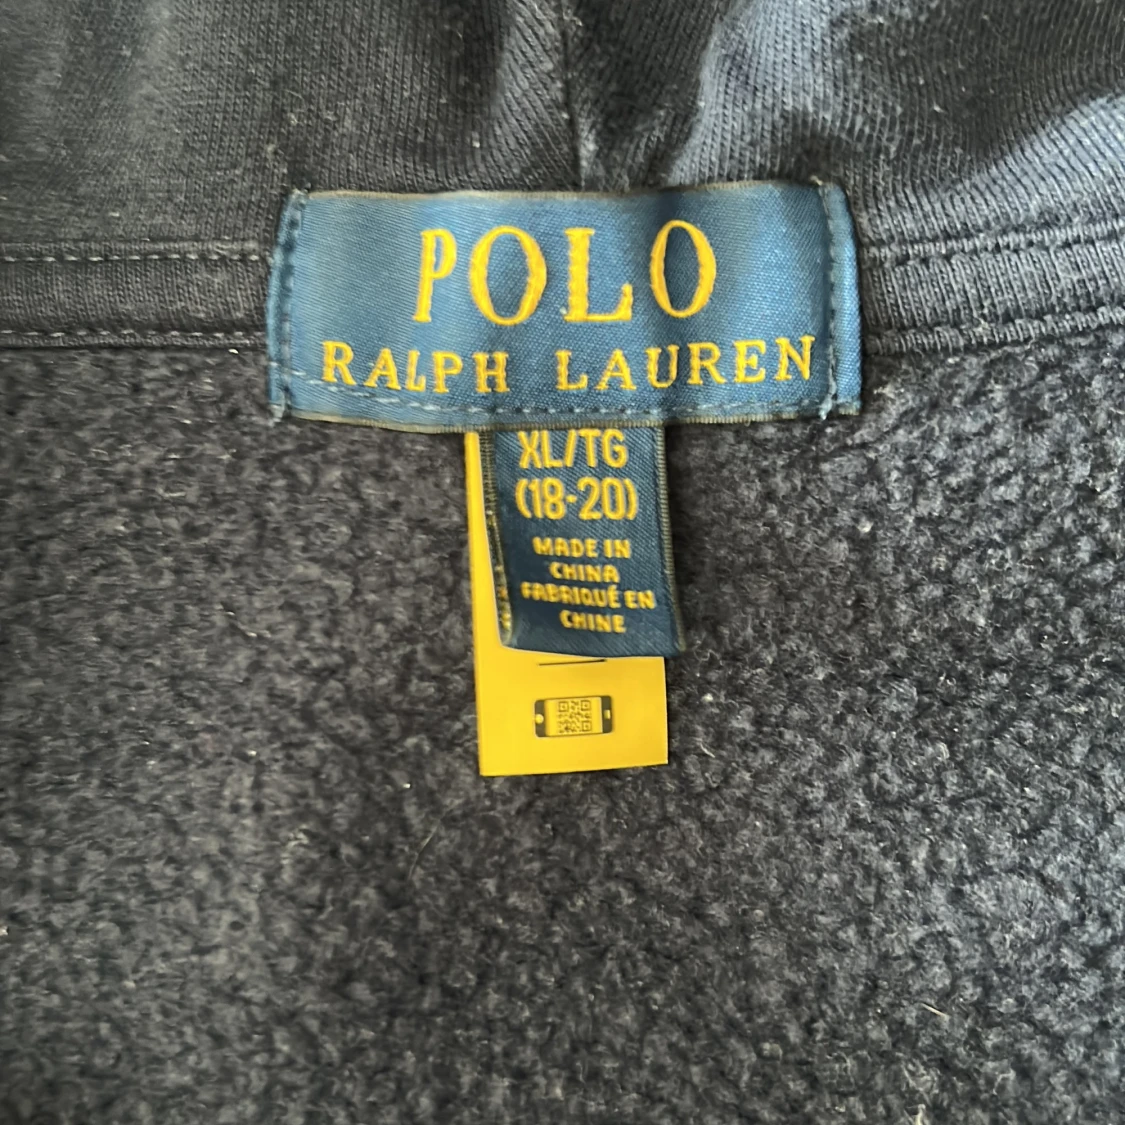 POLO
RALPH LAUREN
XL/TG
(18-20)
MADE IN
CHINA
FABRIQUÉ EN
CHINE